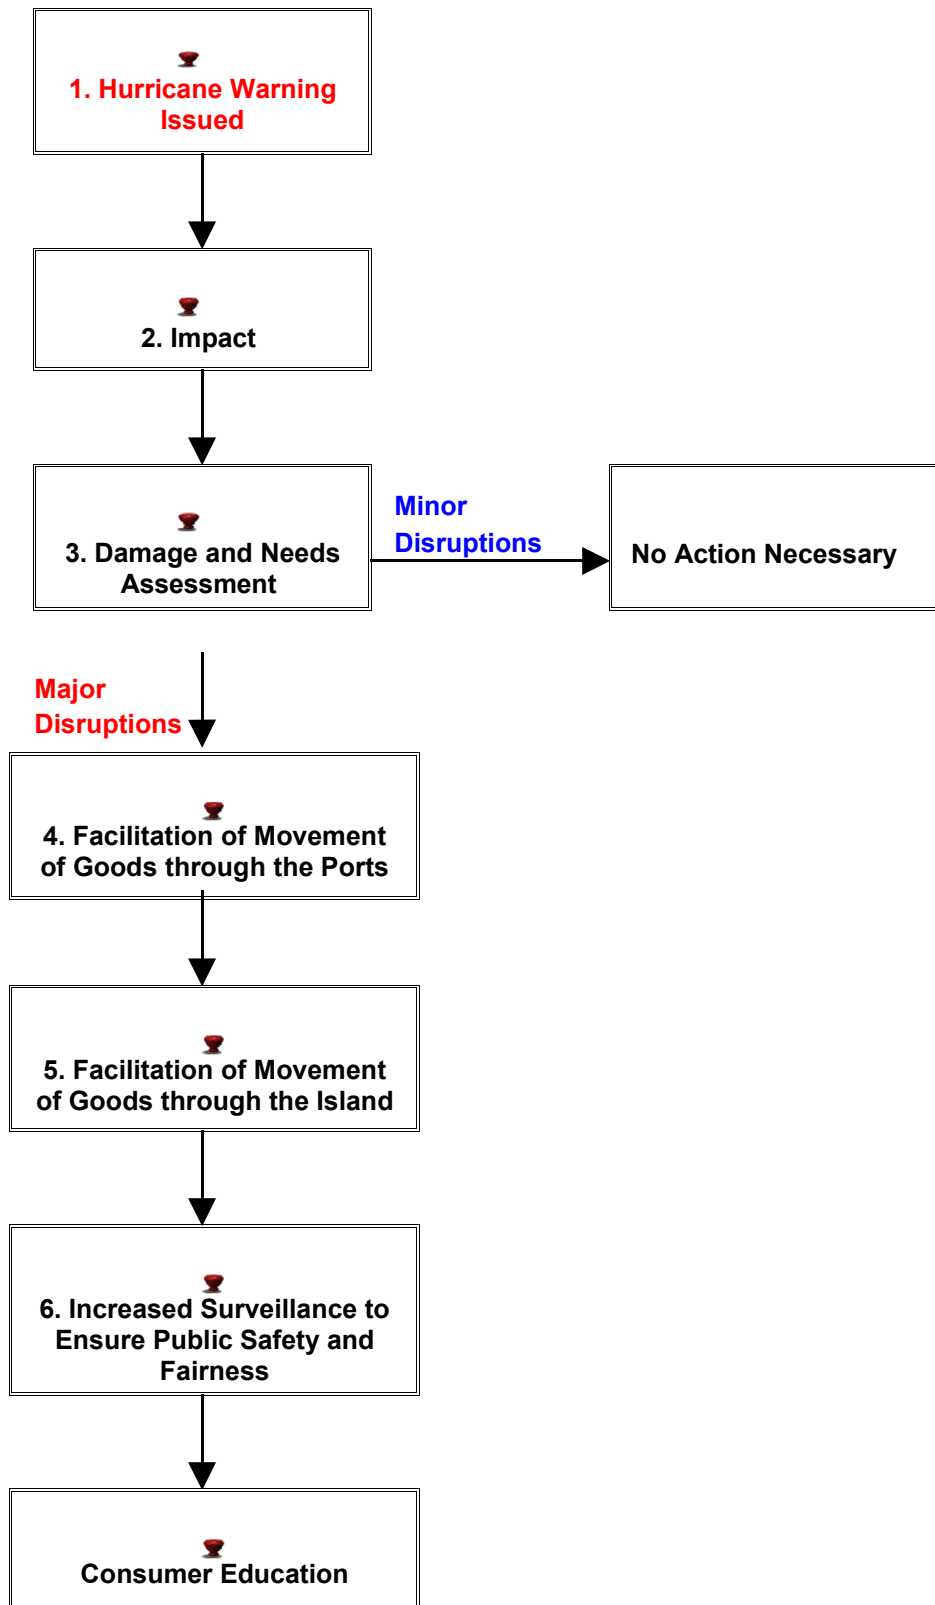 1. Hurricane Warning
Issued
2. Impact
3. Damage and Needs
Assessment
Minor
Disruptions
No Action Necessary
Major
Disruptions
4. Facilitation of Movement
of Goods through the Ports
5. Facilitation of Movement
of Goods through the Island
6. Increased Surveillance to
Ensure Public Safety and
Fairness
Consumer Education